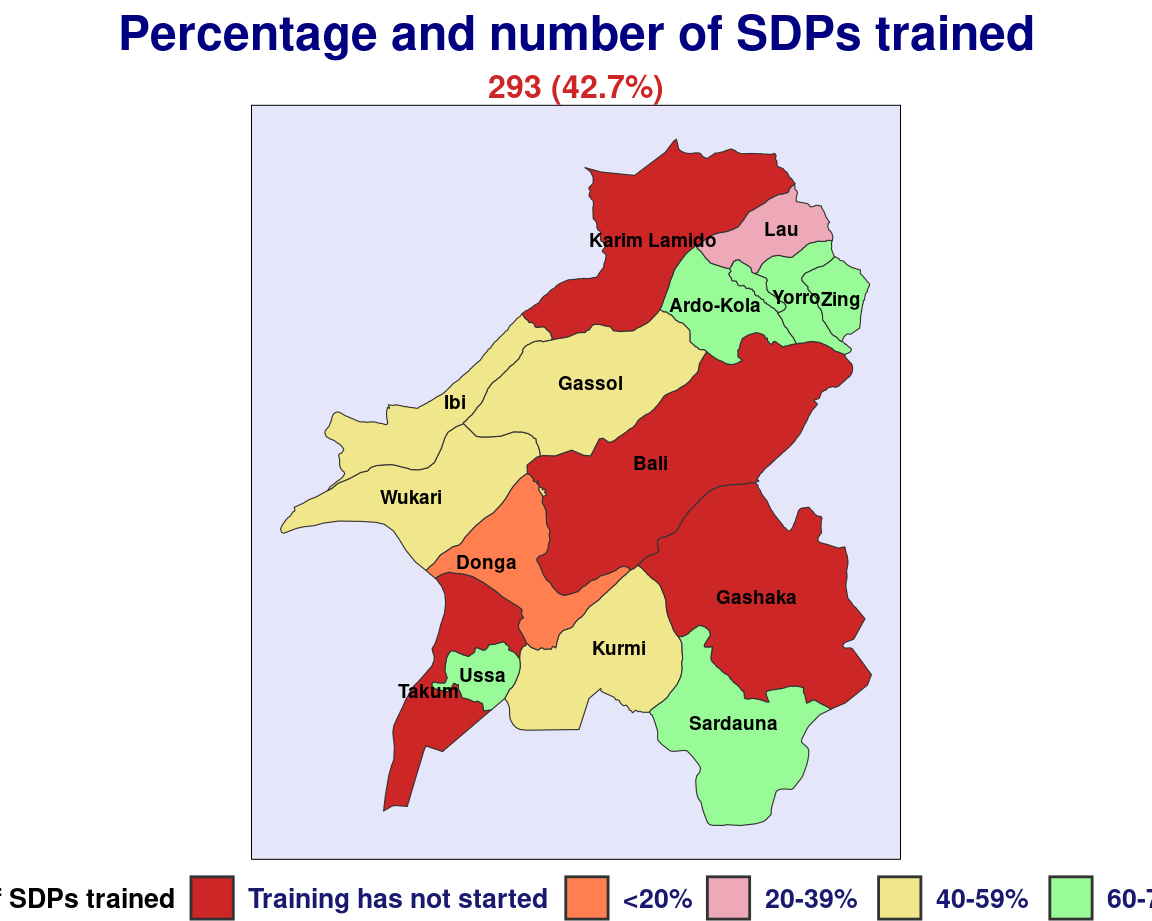 Percentage and number of SDPs trained
293 (42.7%)
Karim Lamido
Lau
Ardo-Kola
Yorro
Zing
Gassol
Ibi
Bali
Wukari
Donga
Gashaka
Kurmi
Ussa
Takum
Sardauna
SDPs trained Training has not started <20% 20-39% 40-59% 60-